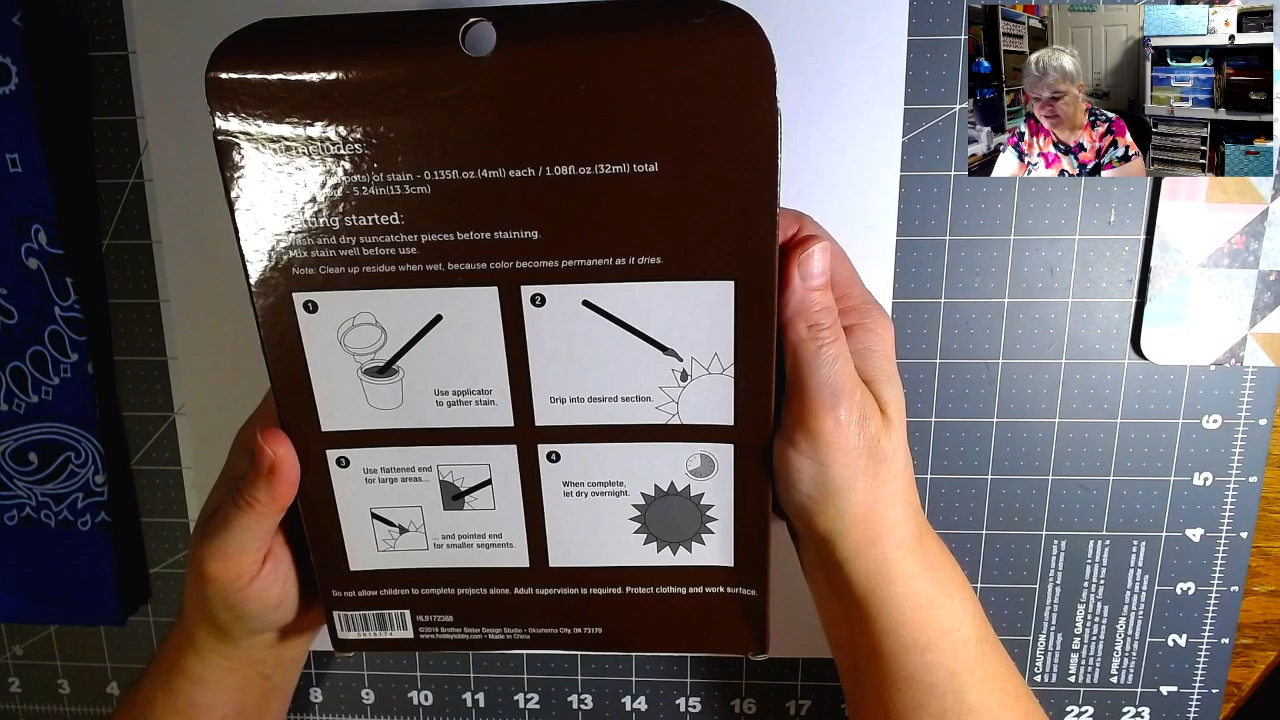 includes:
pots) of stain - 0.135fl.oz.(4ml) each / 1.08fl.oz.(32ml) total
- 5.24in(13.3cm)
Getting started:
Wash and dry suncatcher pieces before staining.
Mix stain well before use.
Note: Clean up residue when wet, because color becomes permanent as it dries.
1
Use applicator
to gather stain.
2
Drip into desired section.
3
Use flattened end
for large areas...
... and pointed end
for smaller segments.
4
When complete,
let dry overnight.
Do not allow children to complete projects alone. Adult supervision is required. Protect clothing and work surface.
HL9172388
©2016 Brother Sister Design Studio • Oklahoma City, OK 73179
www.hobbylobby.com • Made in China
2 3 4 8 9 10 11 12 13 14 15 16 17 22 23
6
5
4
3
2
1
⚠ CAUTION
⚠ MISE EN GARDE
⚠ PRECAUCIÓN